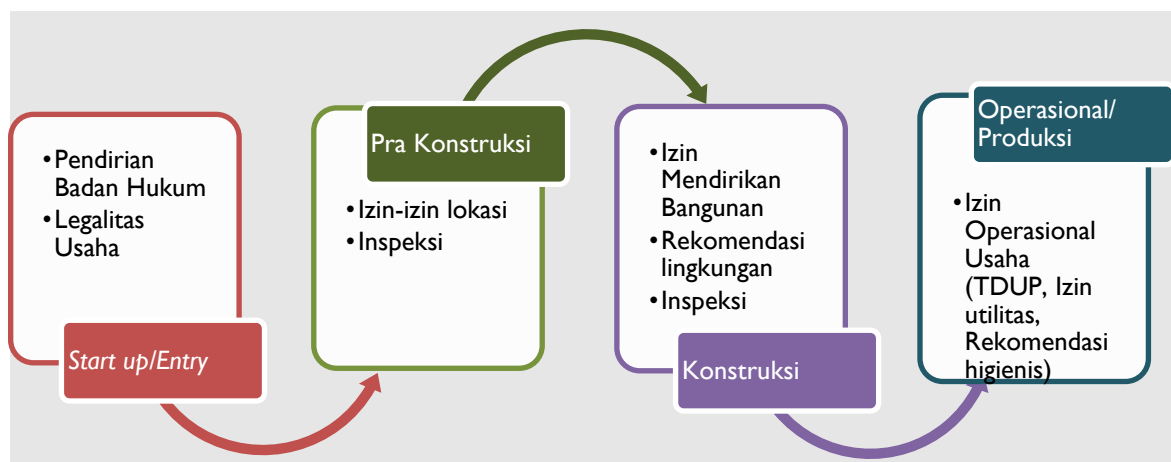 •Pendirian
Badan Hukum
•Legalitas
Usaha
Start up/Entry
Pra Konstruksi
•Izin-izin lokasi
•Inspeksi
•Izin
Mendirikan
Bangunan
•Rekomendasi
lingkungan
•Inspeksi
Konstruksi
Operasional/
Produksi
•Izin
Operasional
Usaha
(TDUP, Izin
utilitas,
Rekomendasi
higienis)